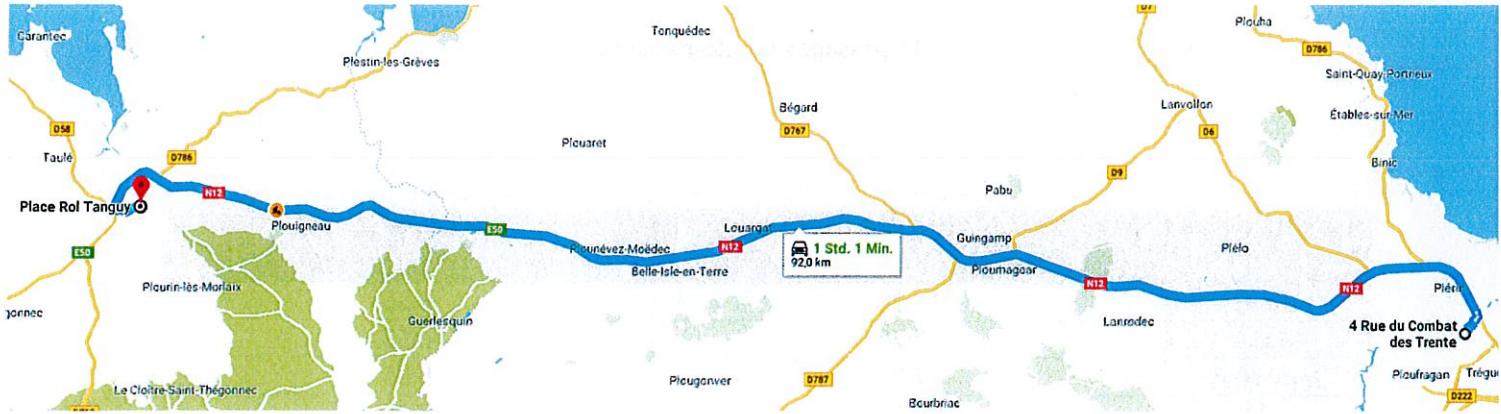 Carantec
Plestin-les-Grèves
Tonquédec
D7
Plouha
D786
Saint-Quay-Portrieux
Bégard
Lanvollon
Étables-sur-Mer
D58
D767
D6
Taulé
D786
Plouaret
Binic
D9
Pabu
N12
Place Rol Tanguy
Plouigneau
E50
Louargat
Guingamp
Plounévez-Moëdec
N12
1 Std. 1 Min.
92,0 km
Plélo
E50
Belle-Isle-en-Terre
Ploumagoar
N12
N12
Plérin
Plourin-lès-Morlaix
gonnec
Guerlesquin
Lanrodec
4 Rue du Combat
des Trente
Le Cloître-Saint-Thégonnec
Plougonver
D787
Ploufragan
Trégu
Bourbriac
D222